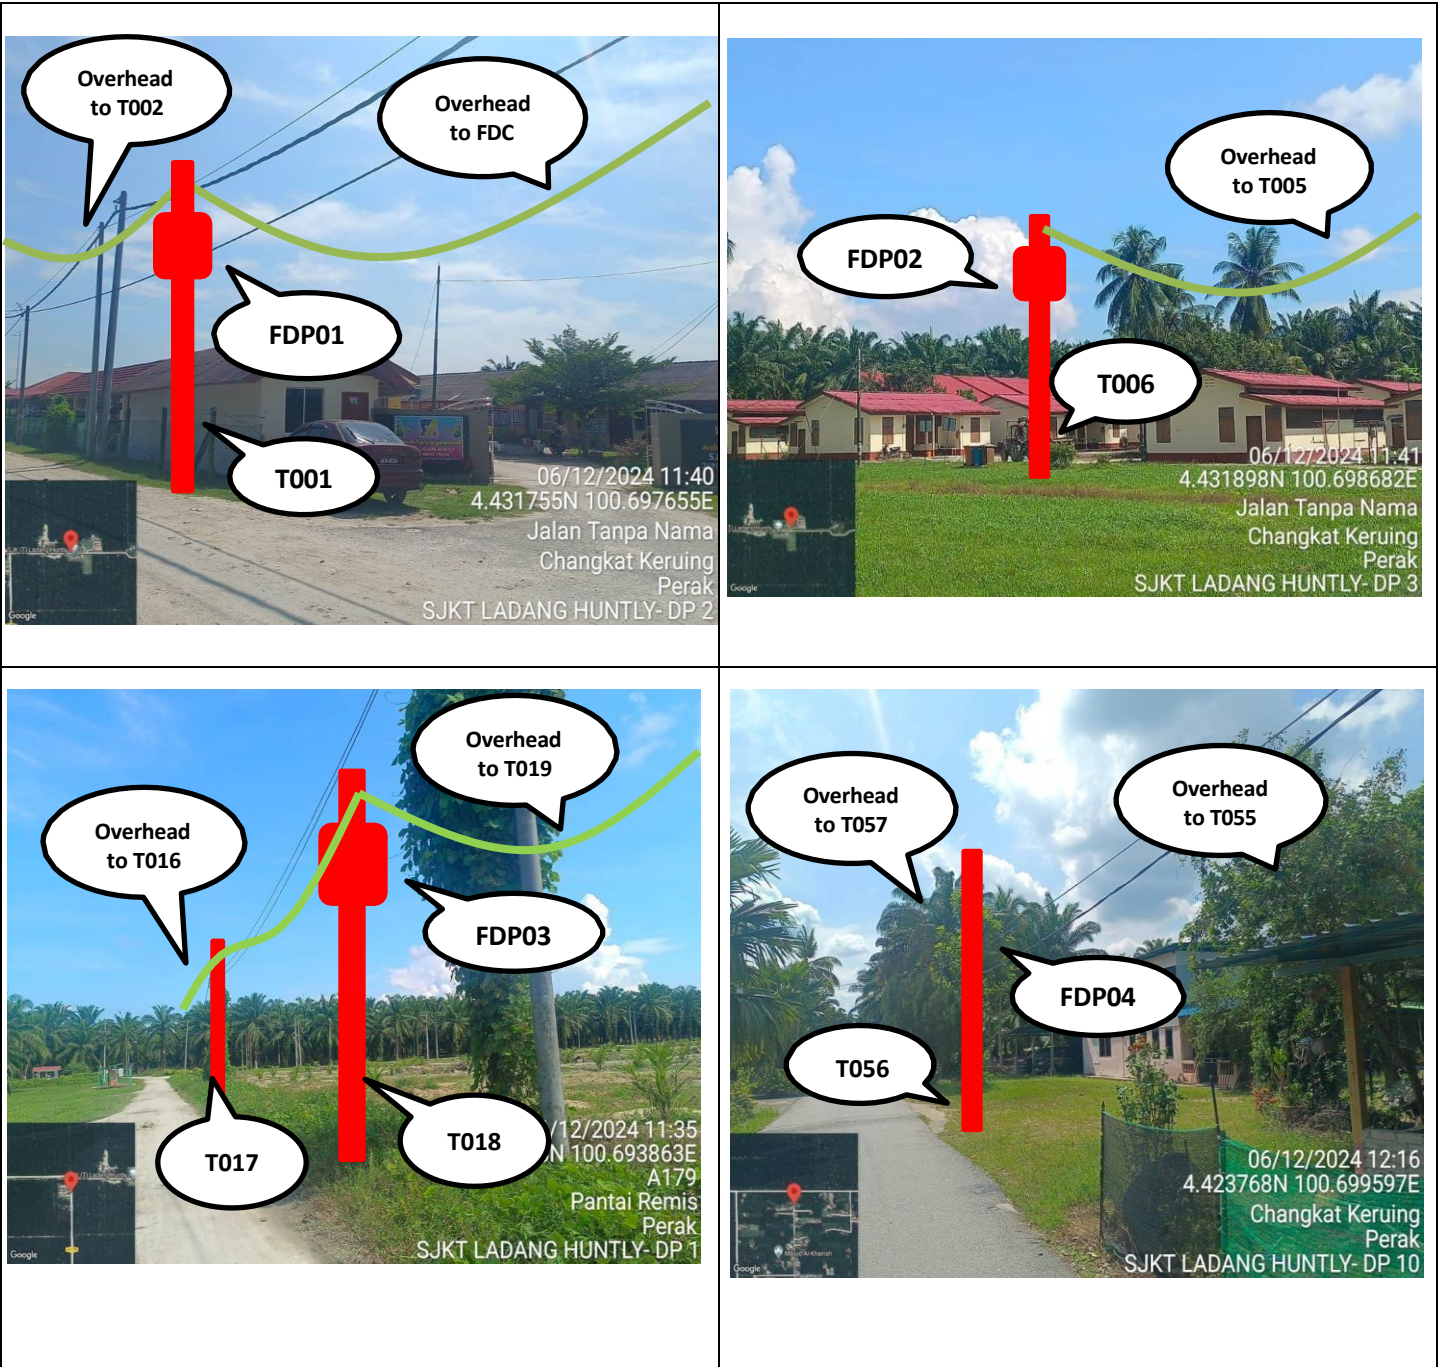 Overhead
to T002
Overhead
to FDC
FDP01
T001
06/12/2024 11:40
4.431755N 100.697655E
Jalan Tanpa Nama
Changkat Keruing
Perak
SJKT LADANG HUNTLY- DP 2
Google
Overhead
to T005
FDP02
T006
06/12/2024 11:41
4.431898N 100.698682E
Jalan Tanpa Nama
Changkat Keruing
Perak
SJKT LADANG HUNTLY- DP 3
Google
Overhead
to T019
Overhead
to T016
FDP03
T018
T017
/12/2024 11:35
N 100.693863E
A179
Pantai Remis
Perak
SJKT LADANG HUNTLY- DP 1
Google
Overhead
to T057
Overhead
to T055
FDP04
T056
06/12/2024 12:16
4.423768N 100.699597E
Changkat Keruing
Perak
SJKT LADANG HUNTLY- DP 10
Google